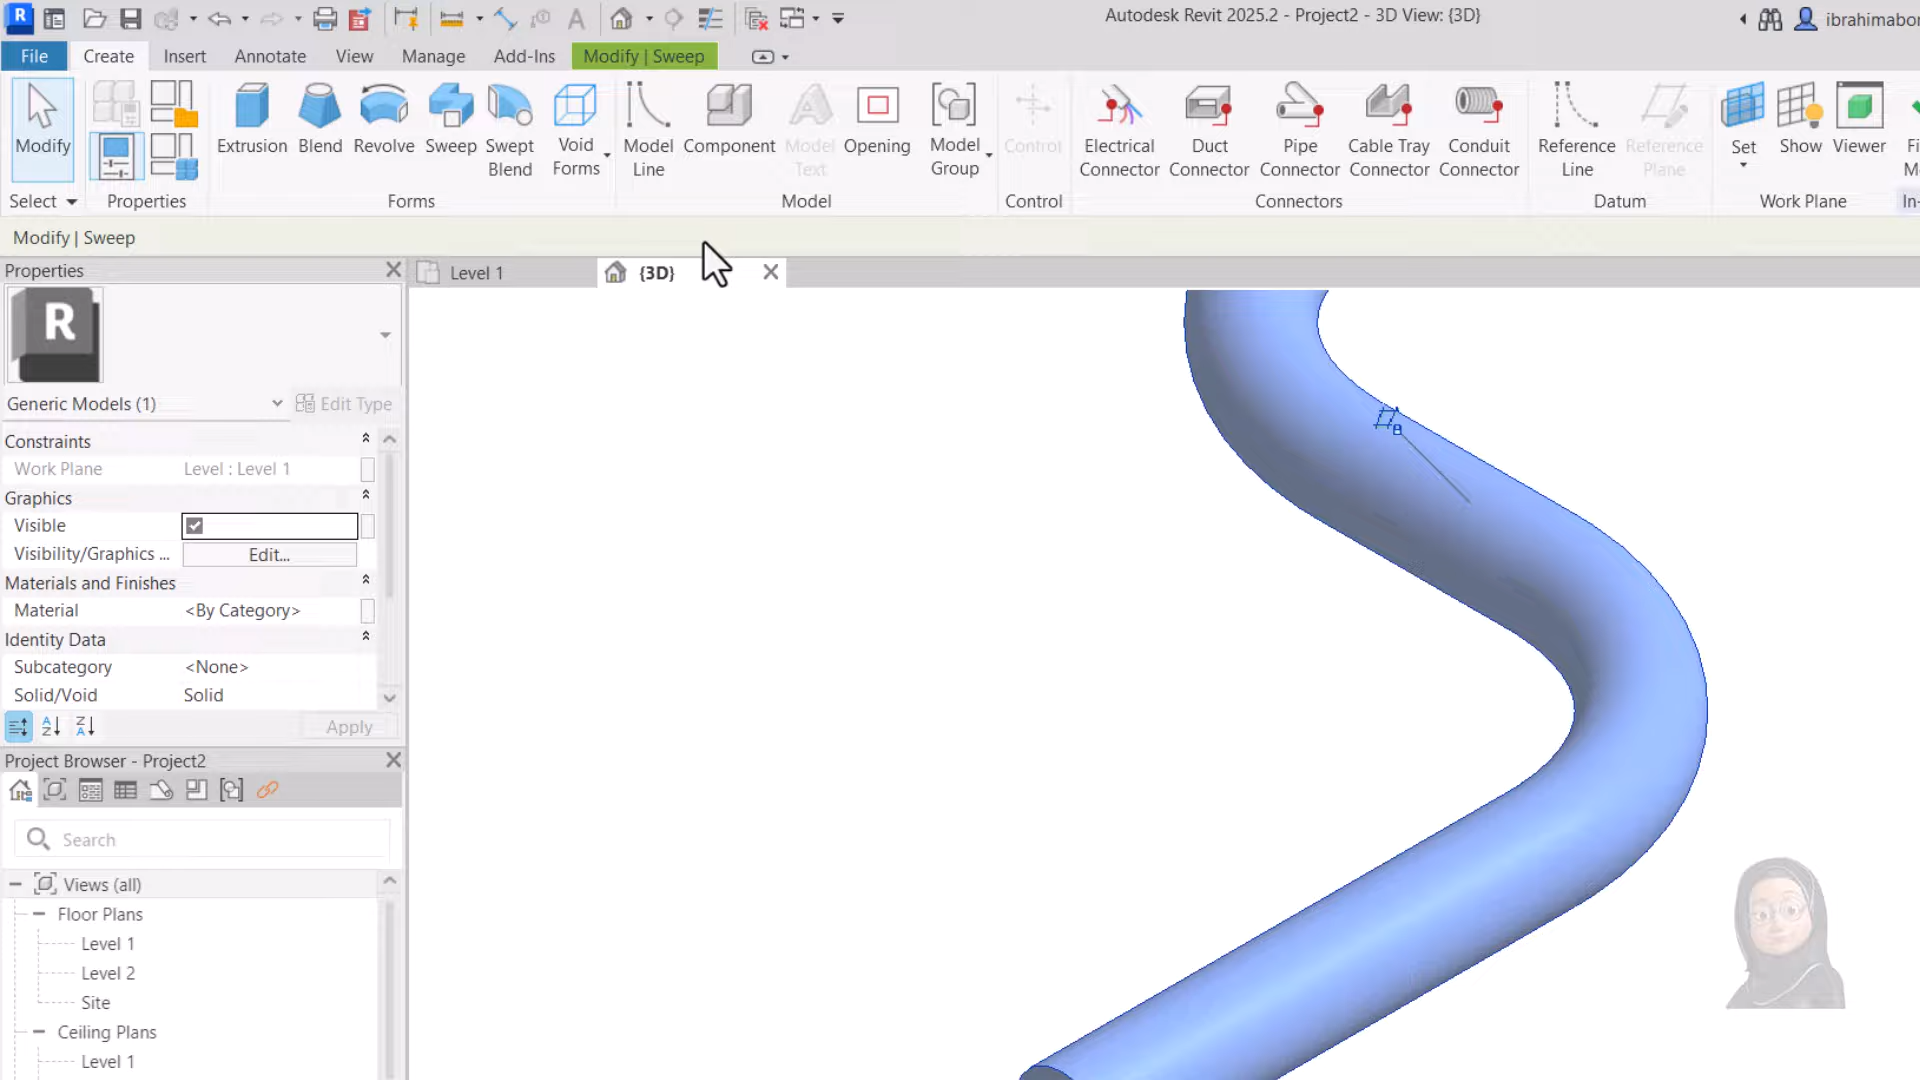 Autodesk Revit 2025.2 - Project2 - 3D View: {3D}
ibrahimabor
File Create Insert Annotate View Manage Add-Ins Modify | Sweep
Modify Extrusion Blend Revolve Sweep Swept Blend Void Forms Model Line Component Model Text Opening Model Group Control Electrical Connector Duct Connector Pipe Connector Cable Tray Connector Conduit Connector Reference Line Reference Plane Set Show Viewer Fi M
Select Properties Forms Model Control Connectors Datum Work Plane In-
Modify | Sweep
Properties
Level 1 {3D}
R
Generic Models (1) Edit Type
Constraints
Work Plane Level : Level 1
Graphics
Visible
Visibility/Graphics ... Edit...
Materials and Finishes
Material <By Category>
Identity Data
Subcategory <None>
Solid/Void Solid
Apply
Project Browser - Project2
Search
Views (all)
Floor Plans
Level 1
Level 2
Site
Ceiling Plans
Level 1